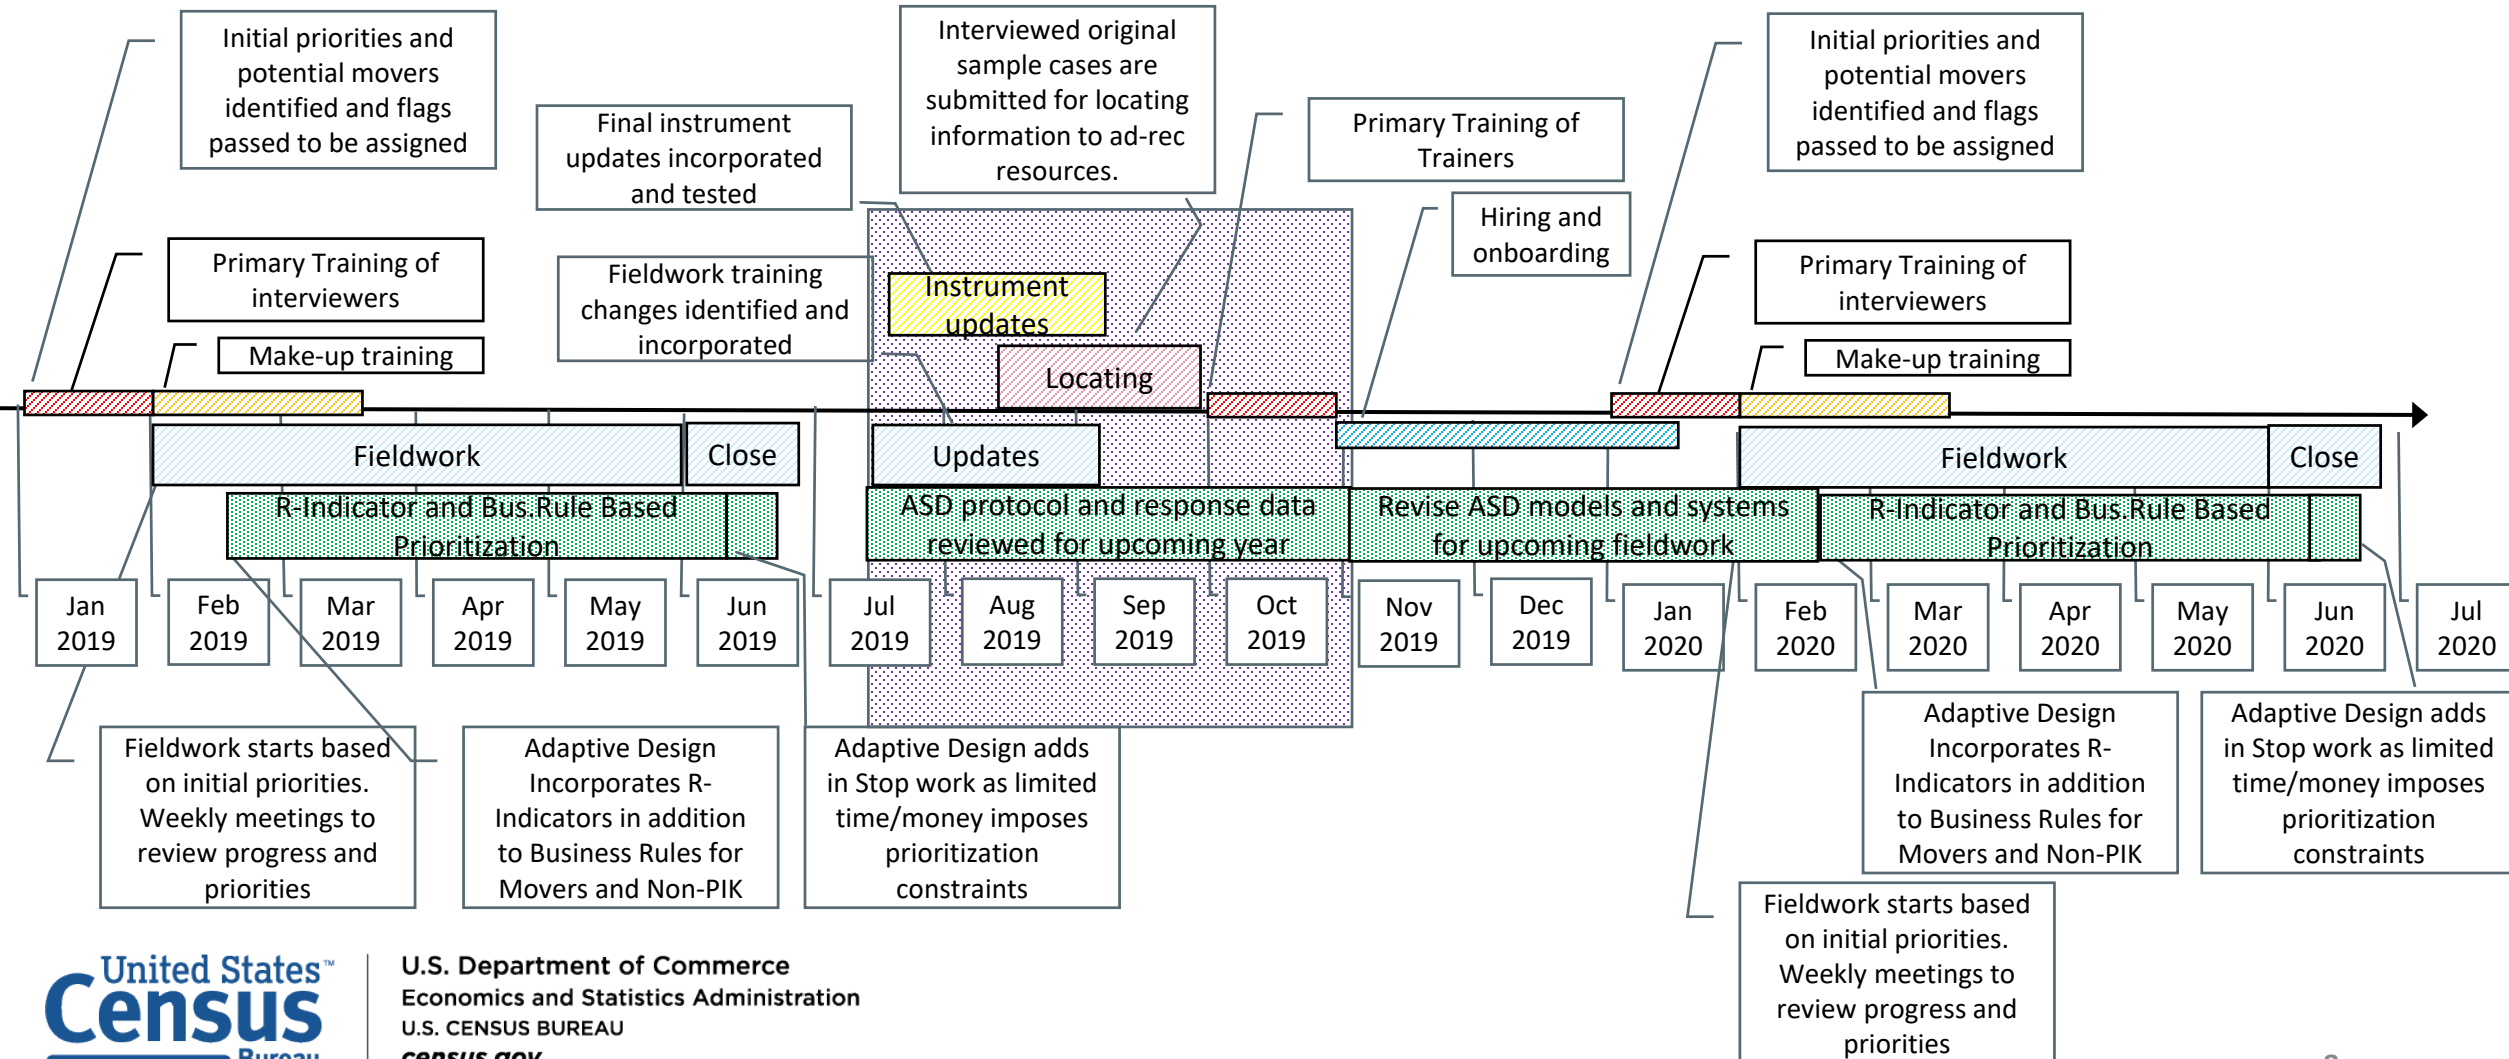 Initial priorities and
potential movers
identified and flags
passed to be assigned
Final instrument
updates incorporated
and tested
Interviewed original
sample cases are
submitted for locating
information to ad-rec
resources.
Primary Training of
Trainers
Hiring and
onboarding
Initial priorities and
potential movers
identified and flags
passed to be assigned
Primary Training of
interviewers
Make-up training
Fieldwork training
changes identified and
incorporated
Instrument
updates
Locating
Primary Training of
interviewers
Make-up training
Fieldwork
Close
Updates
Fieldwork
Close
R-Indicator and Bus.Rule Based
Prioritization
ASD protocol and response data
reviewed for upcoming year
Revise ASD models and systems
for upcoming fieldwork
R-Indicator and Bus.Rule Based
Prioritization
Jan
2019
Feb
2019
Mar
2019
Apr
2019
May
2019
Jun
2019
Jul
2019
Aug
2019
Sep
2019
Oct
2019
Nov
2019
Dec
2019
Jan
2020
Feb
2020
Mar
2020
Apr
2020
May
2020
Jun
2020
Jul
2020
Fieldwork starts based
on initial priorities.
Weekly meetings to
review progress and
priorities
Adaptive Design
Incorporates R-
Indicators in addition
to Business Rules for
Movers and Non-PIK
Adaptive Design adds
in Stop work as limited
time/money imposes
prioritization
constraints
Adaptive Design
Incorporates R-
Indicators in addition
to Business Rules for
Movers and Non-PIK
Adaptive Design adds
in Stop work as limited
time/money imposes
prioritization
constraints
Fieldwork starts based
on initial priorities.
Weekly meetings to
review progress and
priorities
United States™
Census
Bureau
U.S. Department of Commerce
Economics and Statistics Administration
U.S. CENSUS BUREAU
census.gov